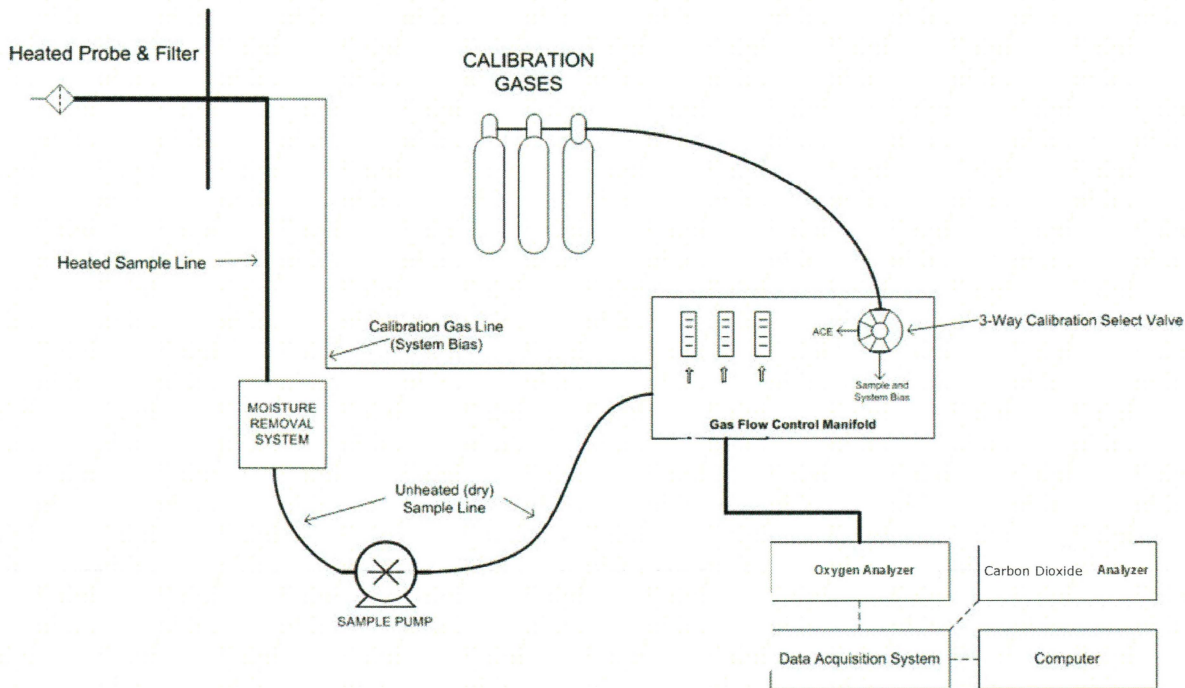 Heated Probe & Filter
CALIBRATION
GASES
Heated Sample Line
Calibration Gas Line
(System Bias)
ACE
3-Way Calibration Select Valve
Sample and
System Bias
Gas Flow Control Manifold
MOISTURE
REMOVAL
SYSTEM
Unheated (dry)
Sample Line
SAMPLE PUMP
Oxygen Analyzer
Carbon Dioxide Analyzer
Data Acquisition System
Computer